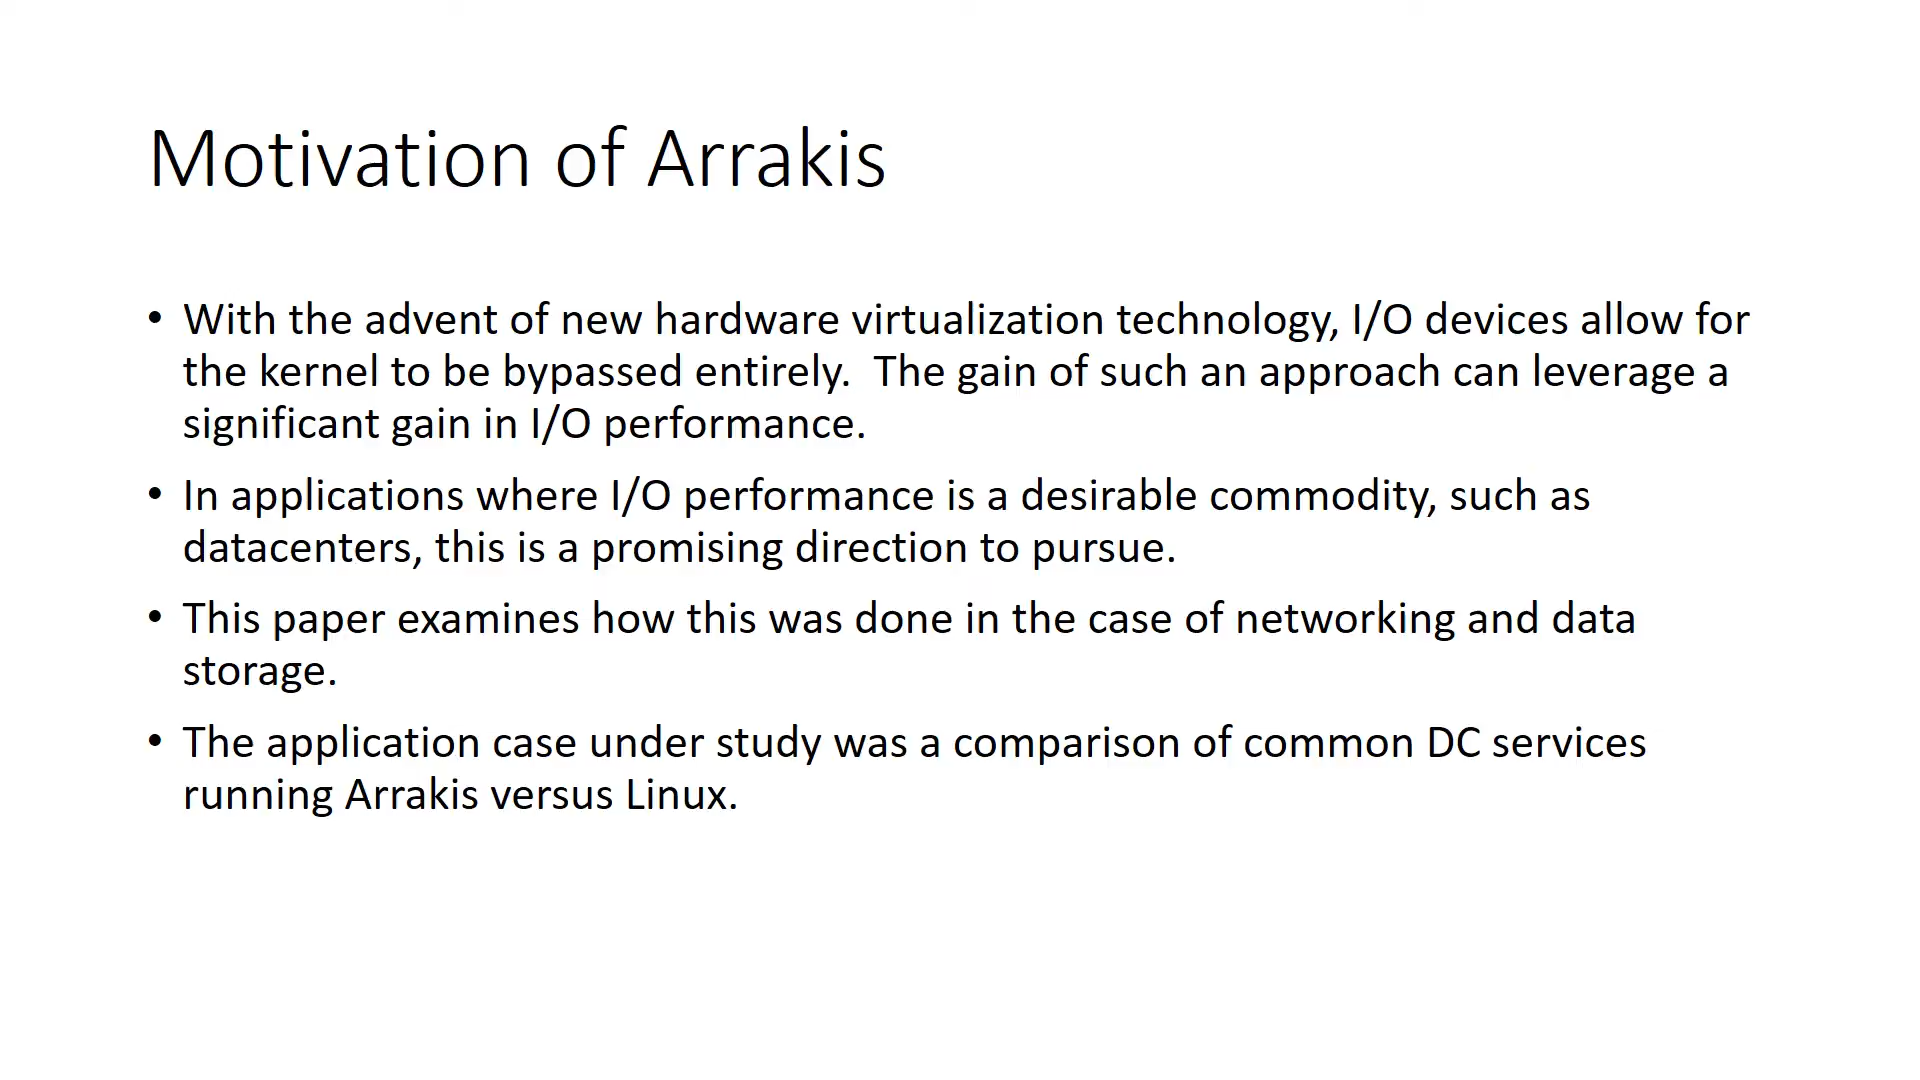 Motivation of Arrakis
• With the advent of new hardware virtualization technology, I/O devices allow for
the kernel to be bypassed entirely.  The gain of such an approach can leverage a
significant gain in I/O performance.
• In applications where I/O performance is a desirable commodity, such as
datacenters, this is a promising direction to pursue.
• This paper examines how this was done in the case of networking and data
storage.
• The application case under study was a comparison of common DC services
running Arrakis versus Linux.